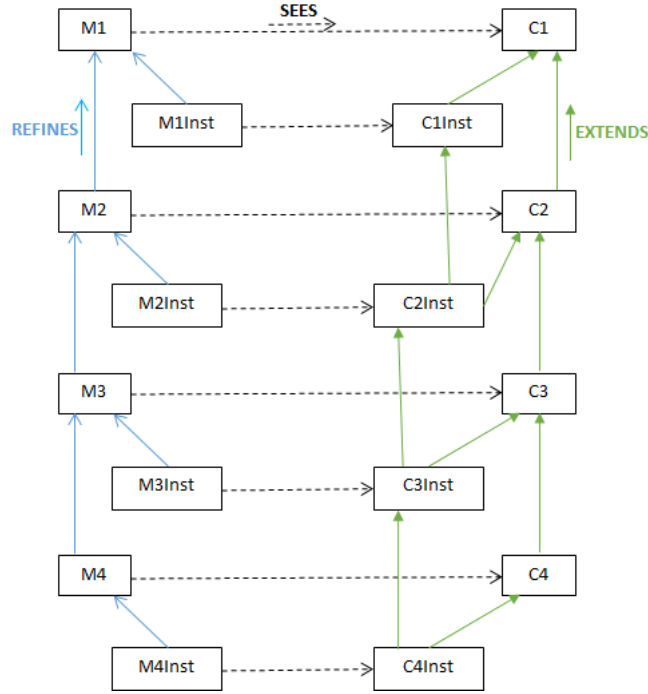 SEES
M1
C1
M1Inst
C1Inst
REFINES
EXTENDS
M2
C2
M2Inst
C2Inst
M3
C3
M3Inst
C3Inst
M4
C4
M4Inst
C4Inst